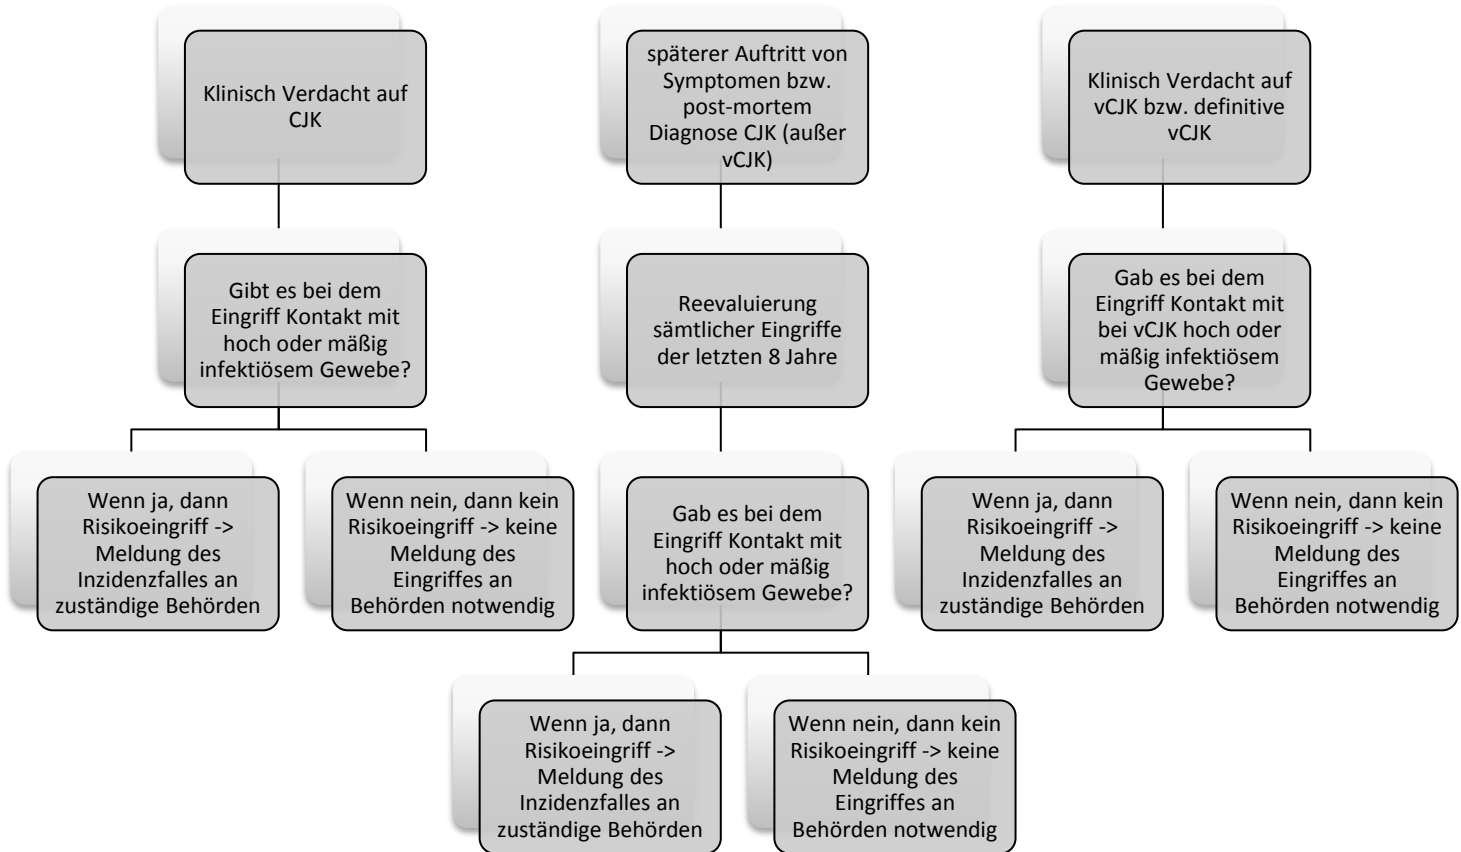 Klinisch Verdacht auf
CJK
späterer Auftritt von
Symptomen bzw.
post-mortem
Diagnose CJK (außer
vCJK)
Klinisch Verdacht auf
vCJK bzw. definitive
vCJK
Gibt es bei dem
Eingriff Kontakt mit
hoch oder mäßig
infektiösem Gewebe?
Reevaluierung
sämtlicher Eingriffe
der letzten 8 Jahre
Gab es bei dem
Eingriff Kontakt mit
bei vCJK hoch oder
mäßig infektiösem
Gewebe?
Wenn ja, dann
Risikoeingriff ->
Meldung des
Inzidenzfalles an
zuständige Behörden
Wenn nein, dann kein
Risikoeingriff -> keine
Meldung des
Eingriffes an
Behörden notwendig
Gab es bei dem
Eingriff Kontakt mit
hoch oder mäßig
infektiösem Gewebe?
Wenn ja, dann
Risikoeingriff ->
Meldung des
Inzidenzfalles an
zuständige Behörden
Wenn nein, dann kein
Risikoeingriff -> keine
Meldung des
Eingriffes an
Behörden notwendig
Wenn ja, dann
Risikoeingriff ->
Meldung des
Inzidenzfalles an
zuständige Behörden
Wenn nein, dann kein
Risikoeingriff -> keine
Meldung des
Eingriffes an
Behörden notwendig